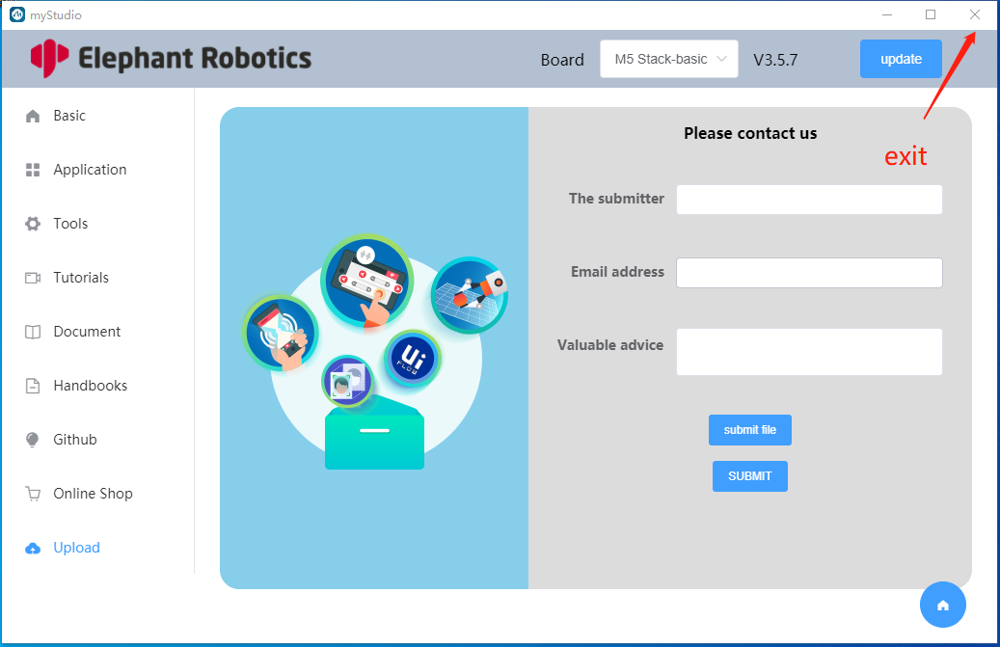 myStudio
Elephant Robotics
Board
M5 Stack-basic
V3.5.7
update
Basic
Application
Tools
Tutorials
Document
Handbooks
Github
Online Shop
Upload
Please contact us
exit
The submitter
Email address
Valuable advice
submit file
SUBMIT
Ui
FLOW